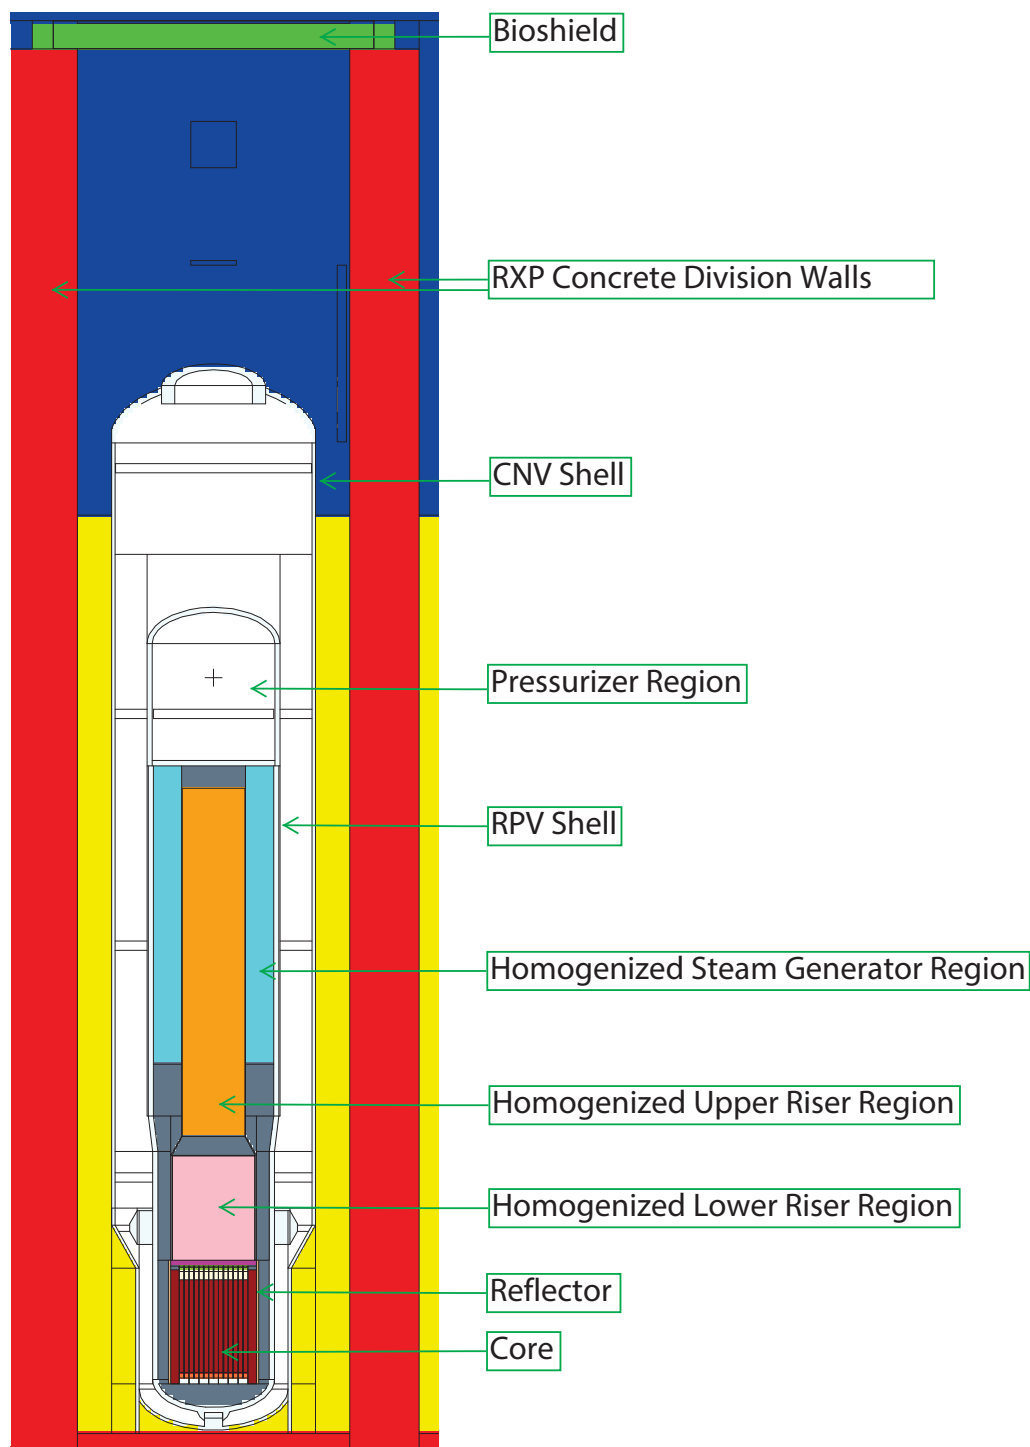 Bioshield
RXP Concrete Division Walls
CNV Shell
Pressurizer Region
RPV Shell
Homogenized Steam Generator Region
Homogenized Upper Riser Region
Homogenized Lower Riser Region
Reflector
Core